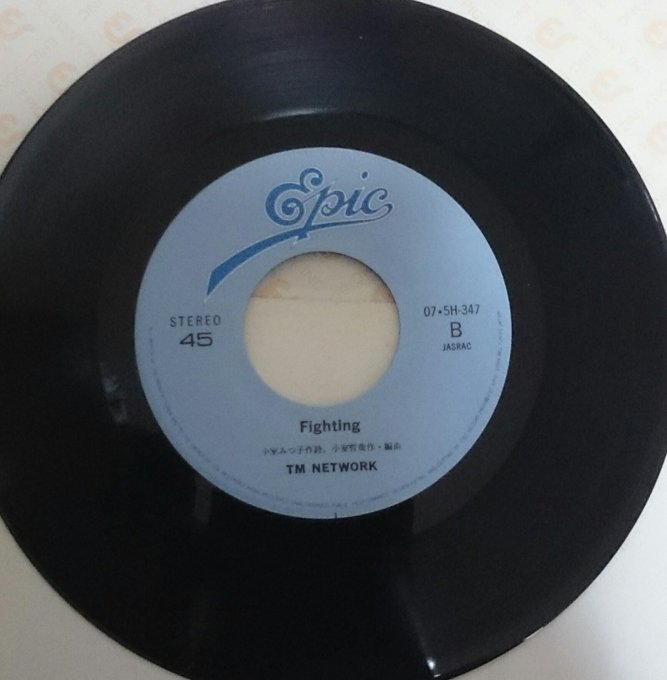 Epic
STEREO
45
07・5H-347
B
JASRAC
Fighting
小室みつ子作詩、小室哲哉作・編曲
TM NETWORK